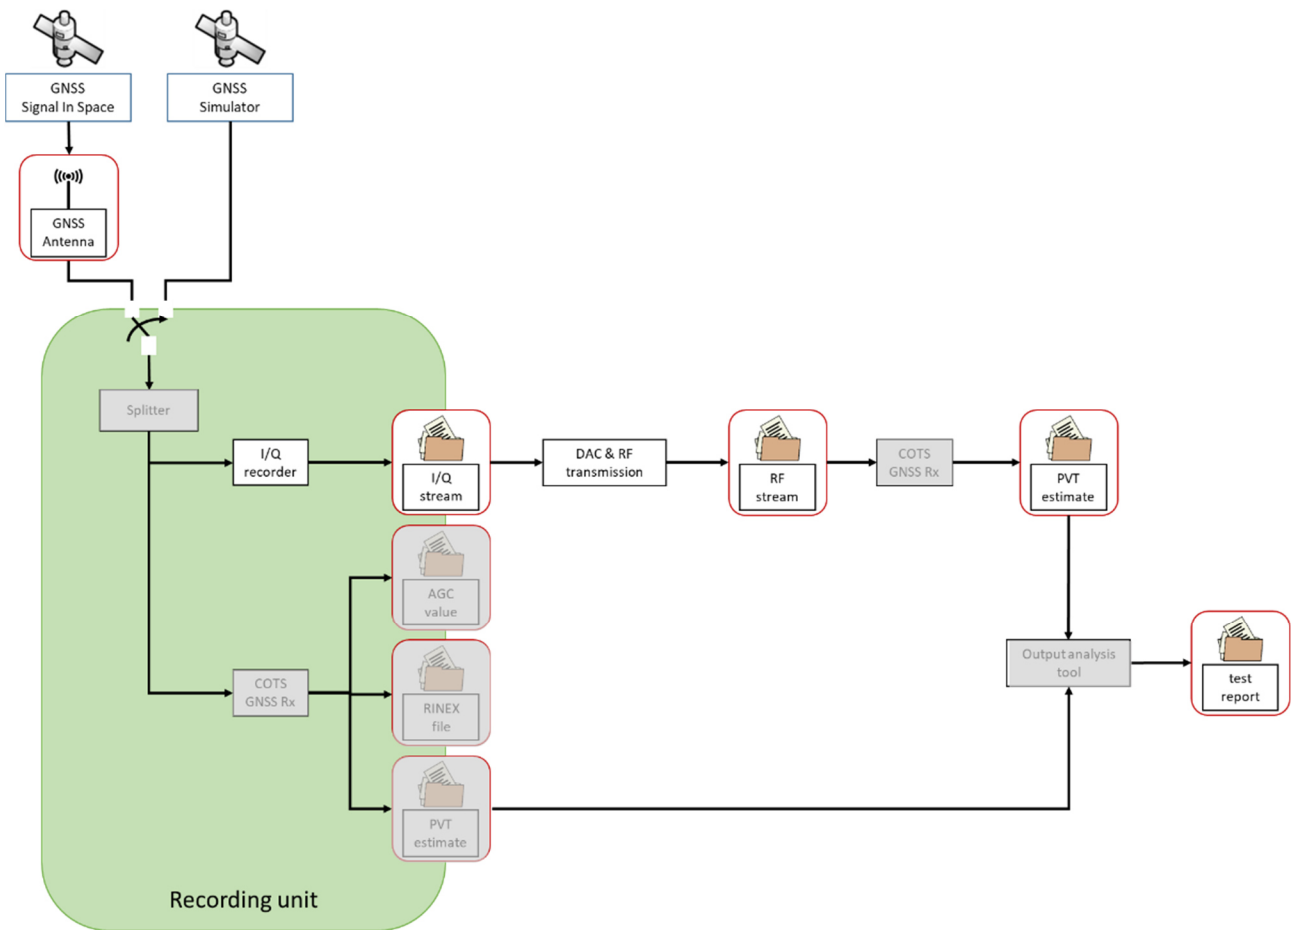 GNSS
Signal In Space
GNSS
Simulator
GNSS
Antenna
Splitter
I/Q
recorder
I/Q
stream
DAC & RF
transmission
RF
stream
COTS
GNSS Rx
PVT
estimate
AGC
value
COTS
GNSS Rx
RINEX
file
Output analysis
tool
test
report
PVT
estimate
Recording unit